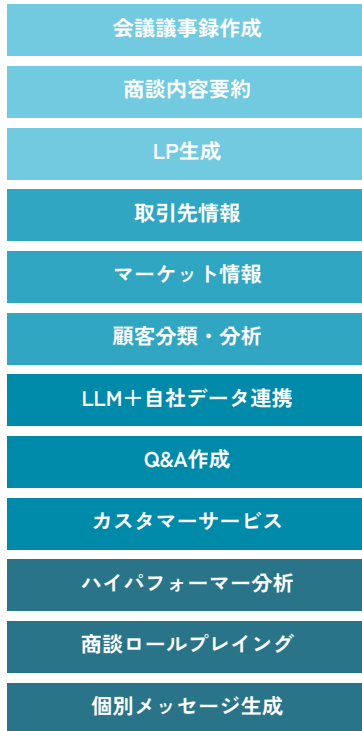 会議議事録作成
商談内容要約
LP生成
取引先情報
マーケット情報
顧客分類・分析
LLM＋自社データ連携
Q&A作成
カスタマーサービス
ハイパフォーマー分析
商談ロールプレイング
個別メッセージ生成